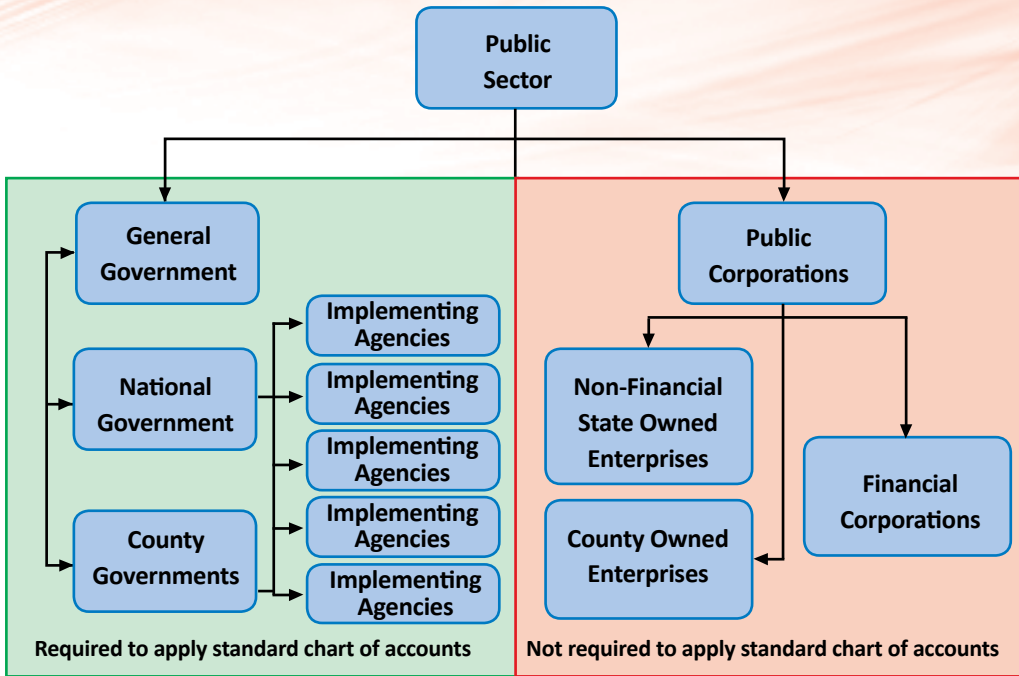 Public
Sector
General
Government
National
Government
County
Governments
Implementing
Agencies
Implementing
Agencies
Implementing
Agencies
Implementing
Agencies
Implementing
Agencies
Required to apply standard chart of accounts
Public
Corporations
Non-Financial
State Owned
Enterprises
County Owned
Enterprises
Financial
Corporations
Not required to apply standard chart of accounts